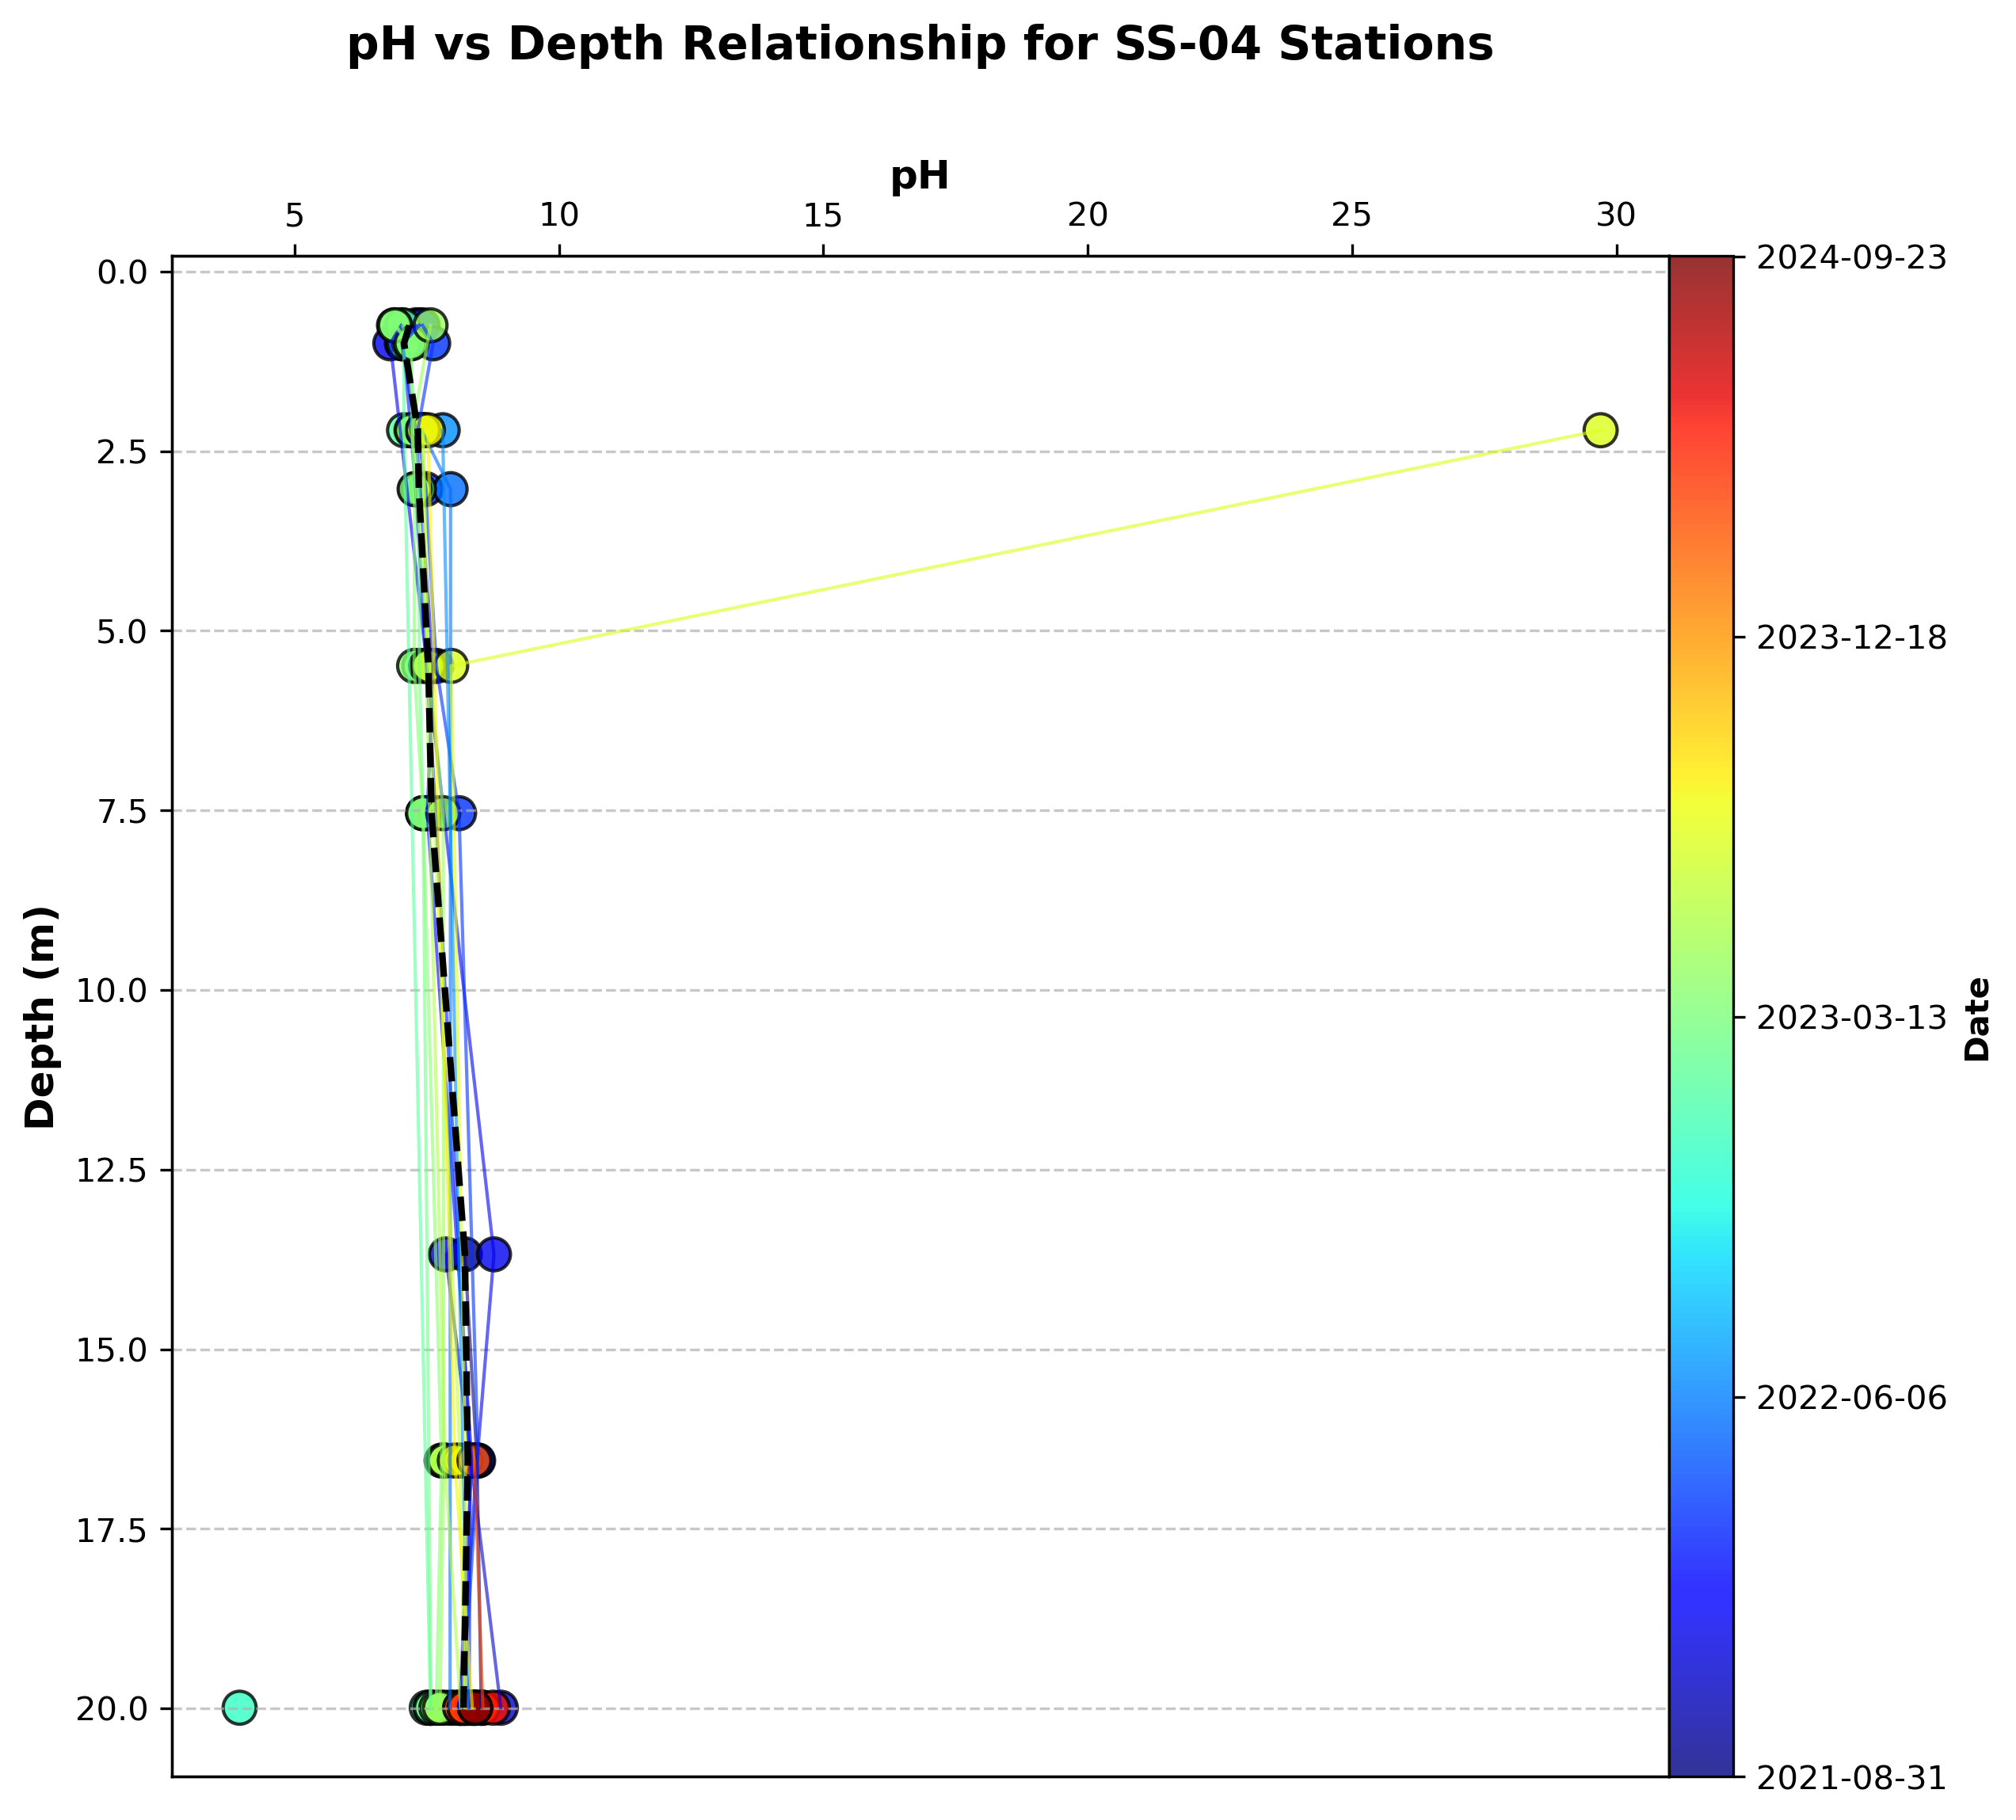 pH vs Depth Relationship for SS-04 Stations
pH
5 10 15 20 25 30
0.0
2.5
5.0
7.5
10.0
12.5
15.0
17.5
20.0
Depth (m)
2024-09-23
2023-12-18
2023-03-13
2022-06-06
2021-08-31
Date